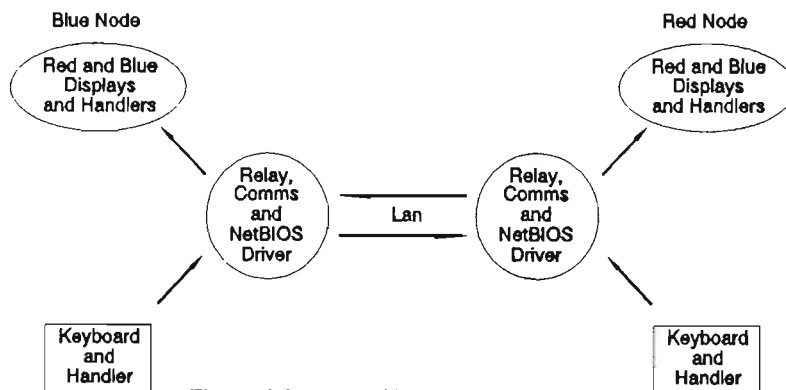 Blue Node
Red Node
Red and Blue
Displays
and Handlers
Red and Blue
Displays
and Handlers
Relay,
Comms
and
NetBIOS
Driver
Lan
Relay,
Comms
and
NetBIOS
Driver
Keyboard
and
Handler
Keyboard
and
Handler